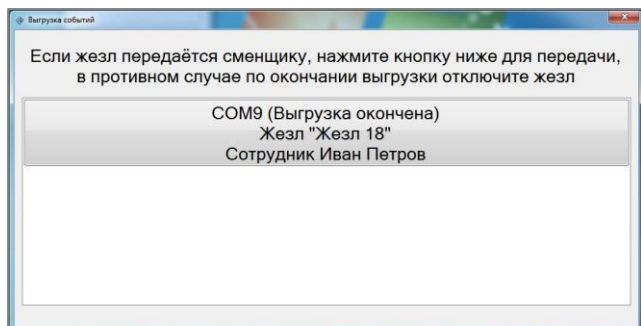 Выгрузка событий
Если жезл передаётся сменщику, нажмите кнопку ниже для передачи,
в противном случае по окончании выгрузки отключите жезл
COM9 (Выгрузка окончена)
Жезл "Жезл 18"
Сотрудник Иван Петров